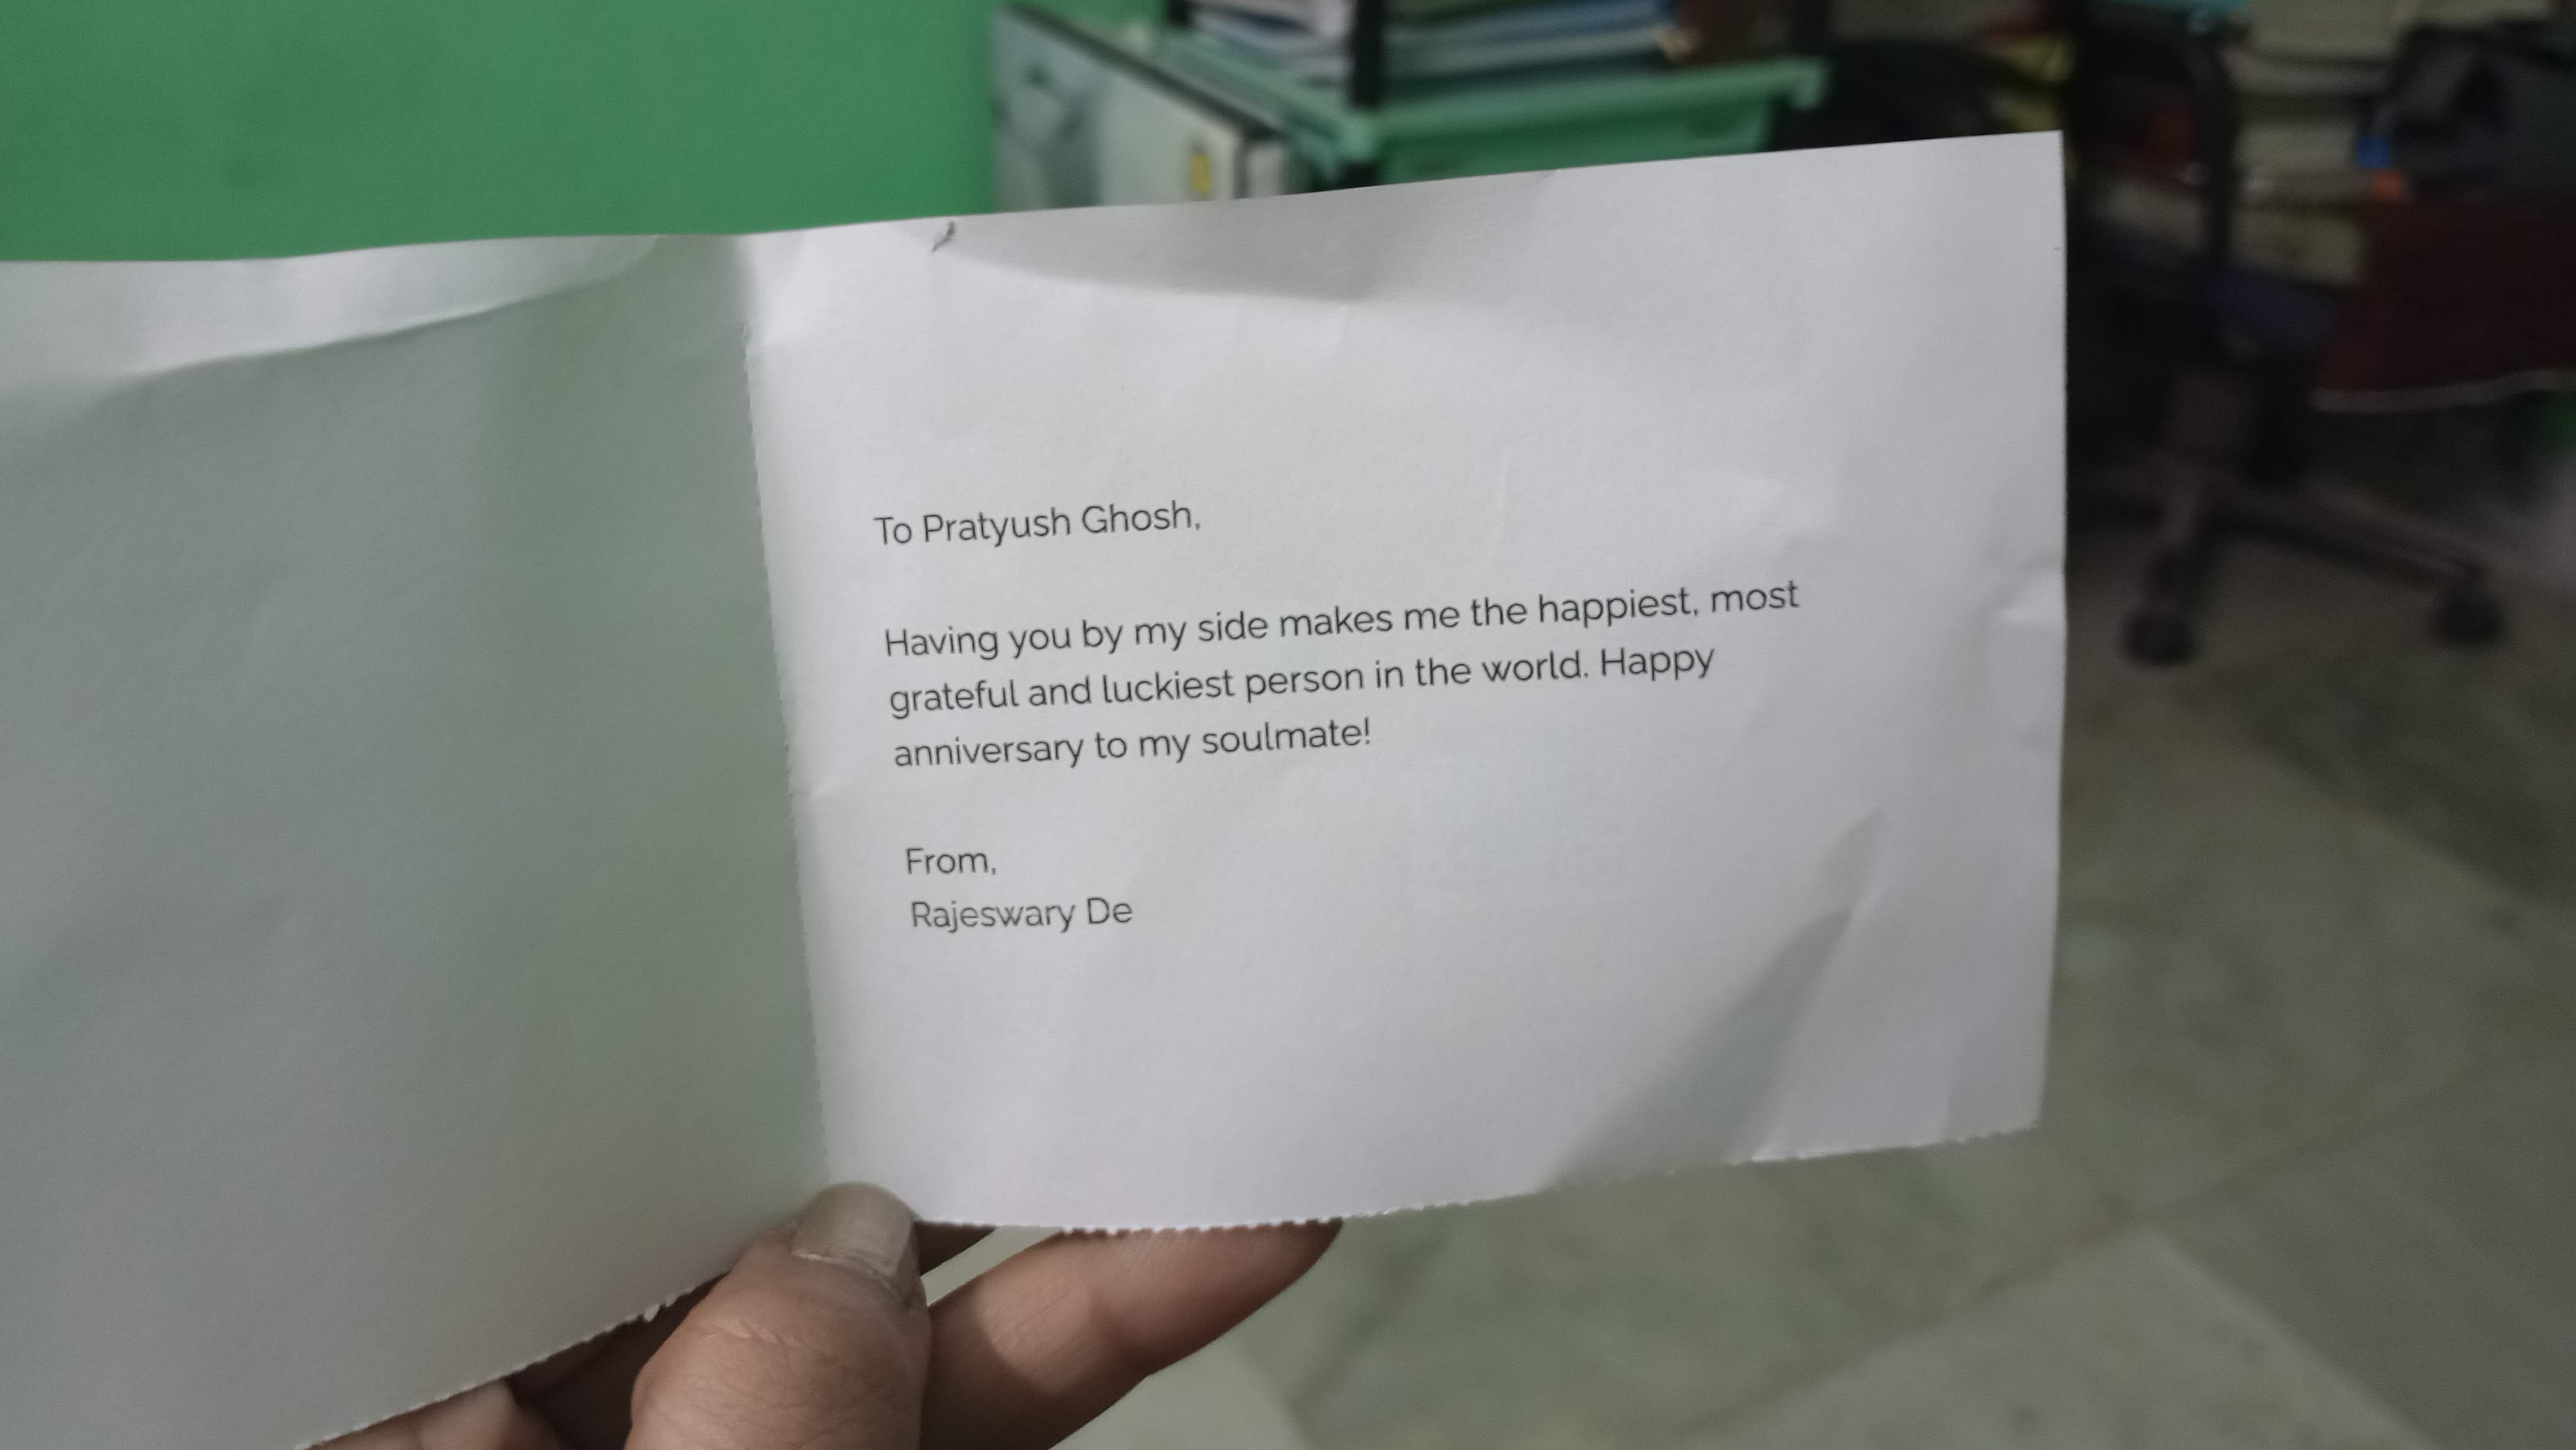 To Pratyush Ghosh,
Having you by my side makes me the happiest, most
grateful and luckiest person in the world. Happy
anniversary to my soulmate!
From,
Rajeswary De